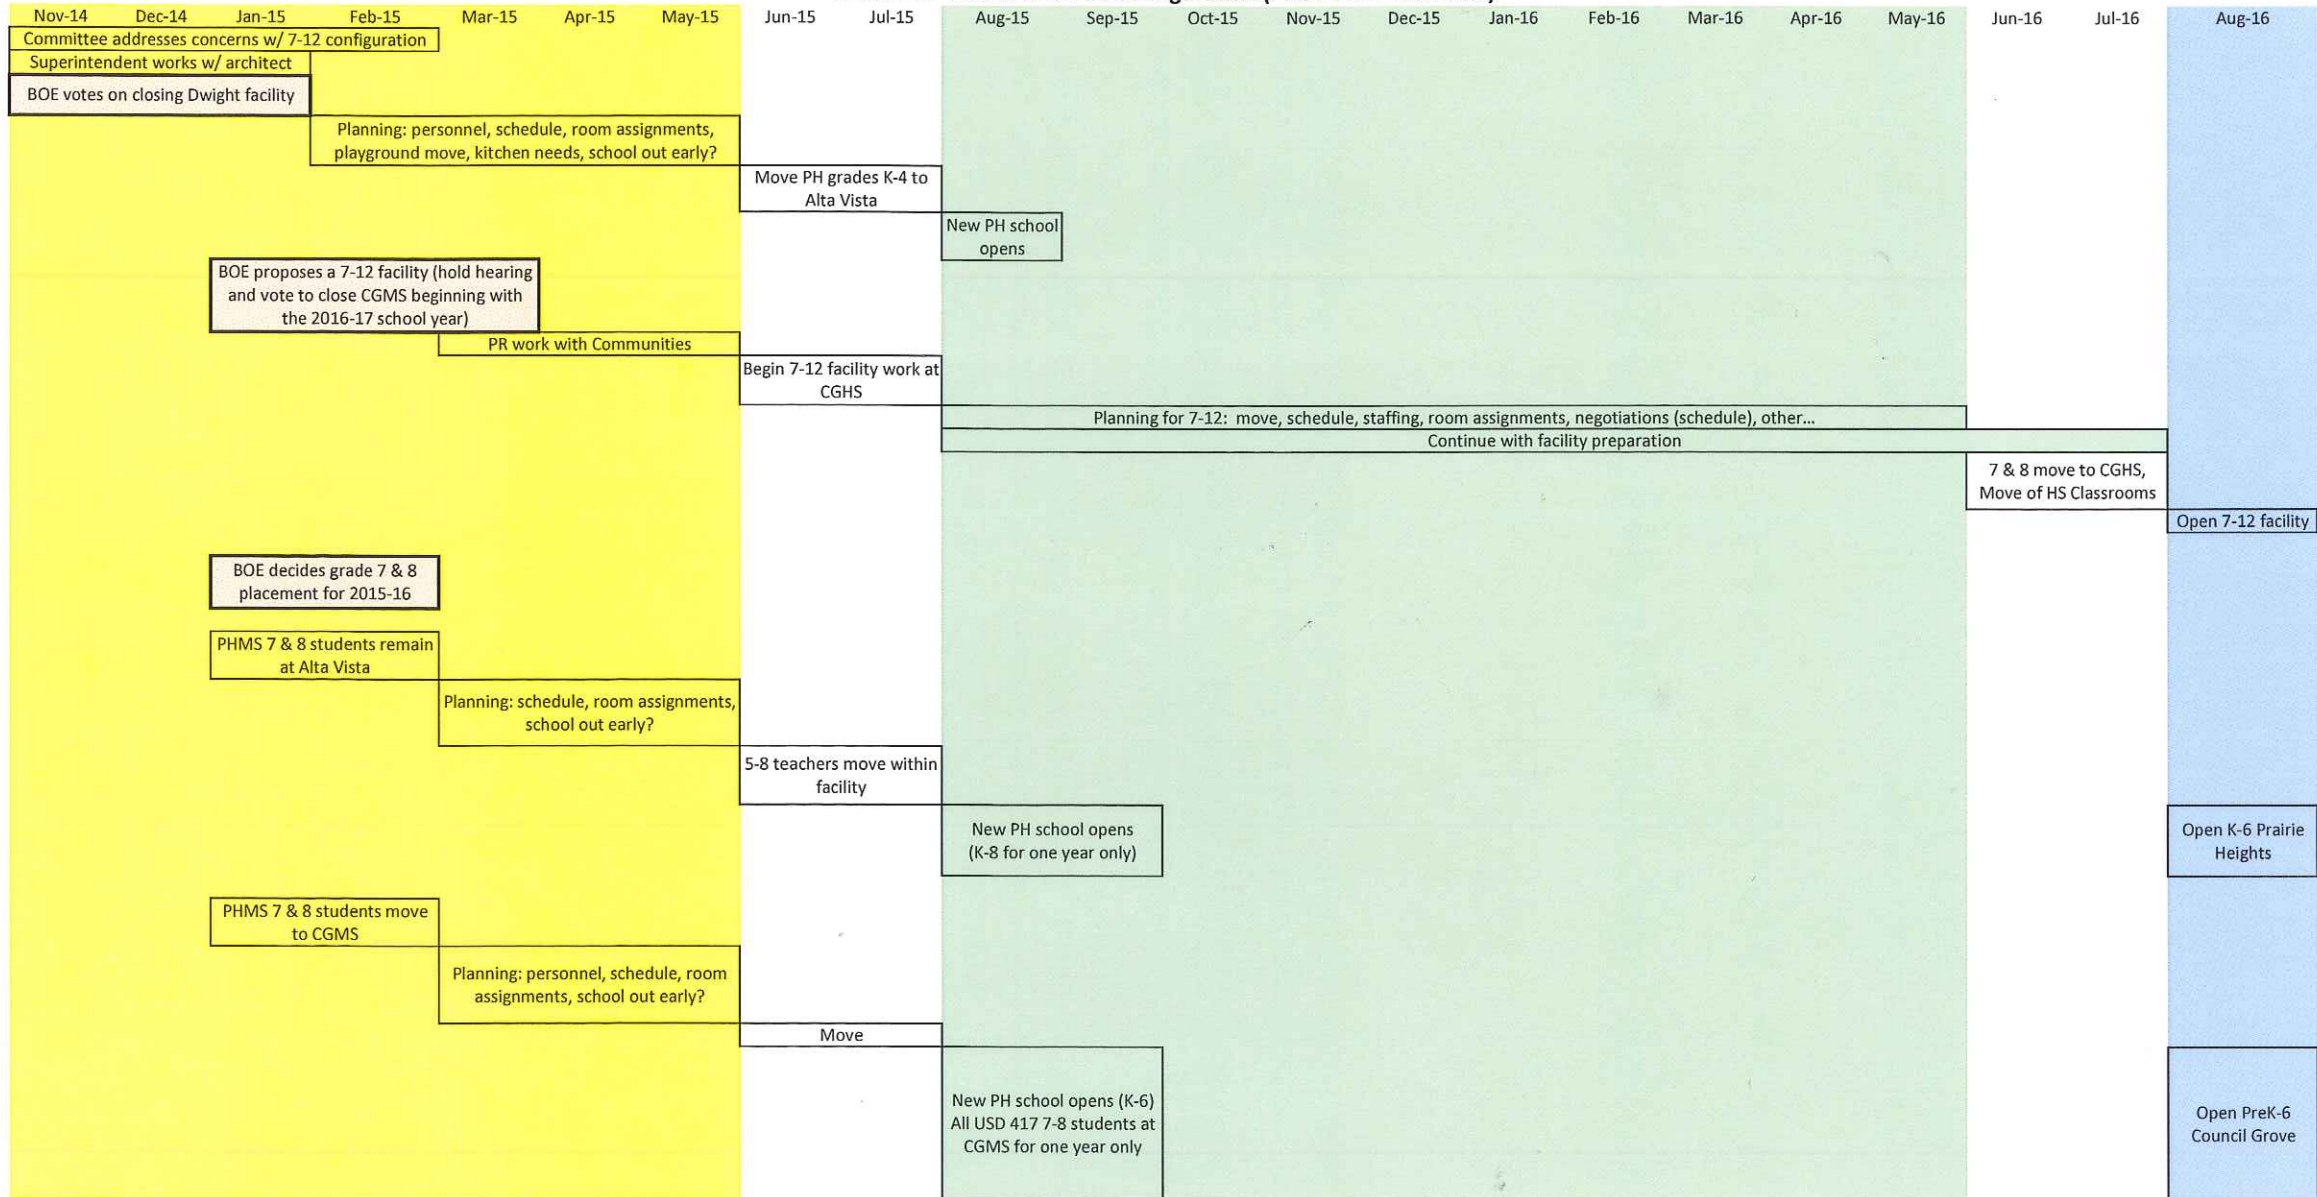 Nov-14 Dec-14 Jan-15 Feb-15 Mar-15 Apr-15 May-15 Jun-15 Jul-15 Aug-15 Sep-15 Oct-15 Nov-15 Dec-15 Jan-16 Feb-16 Mar-16 Apr-16 May-16 Jun-16 Jul-16 Aug-16
Committee addresses concerns w/ 7-12 configuration
Superintendent works w/ architect
BOE votes on closing Dwight facility
Planning: personnel, schedule, room assignments,
playground move, kitchen needs, school out early?
Move PH grades K-4 to
Alta Vista
New PH school
opens
BOE proposes a 7-12 facility (hold hearing
and vote to close CGMS beginning with
the 2016-17 school year)
PR work with Communities
Begin 7-12 facility work at
CGHS
Planning for 7-12: move, schedule, staffing, room assignments, negotiations (schedule), other...
Continue with facility preparation
7 & 8 move to CGHS,
Move of HS Classrooms
Open 7-12 facility
BOE decides grade 7 & 8
placement for 2015-16
PHMS 7 & 8 students remain
at Alta Vista
Planning: schedule, room assignments,
school out early?
5-8 teachers move within
facility
New PH school opens
(K-8 for one year only)
Open K-6 Prairie
Heights
PHMS 7 & 8 students move
to CGMS
Planning: personnel, schedule, room
assignments, school out early?
Move
New PH school opens (K-6)
All USD 417 7-8 students at
CGMS for one year only
Open PreK-6
Council Grove